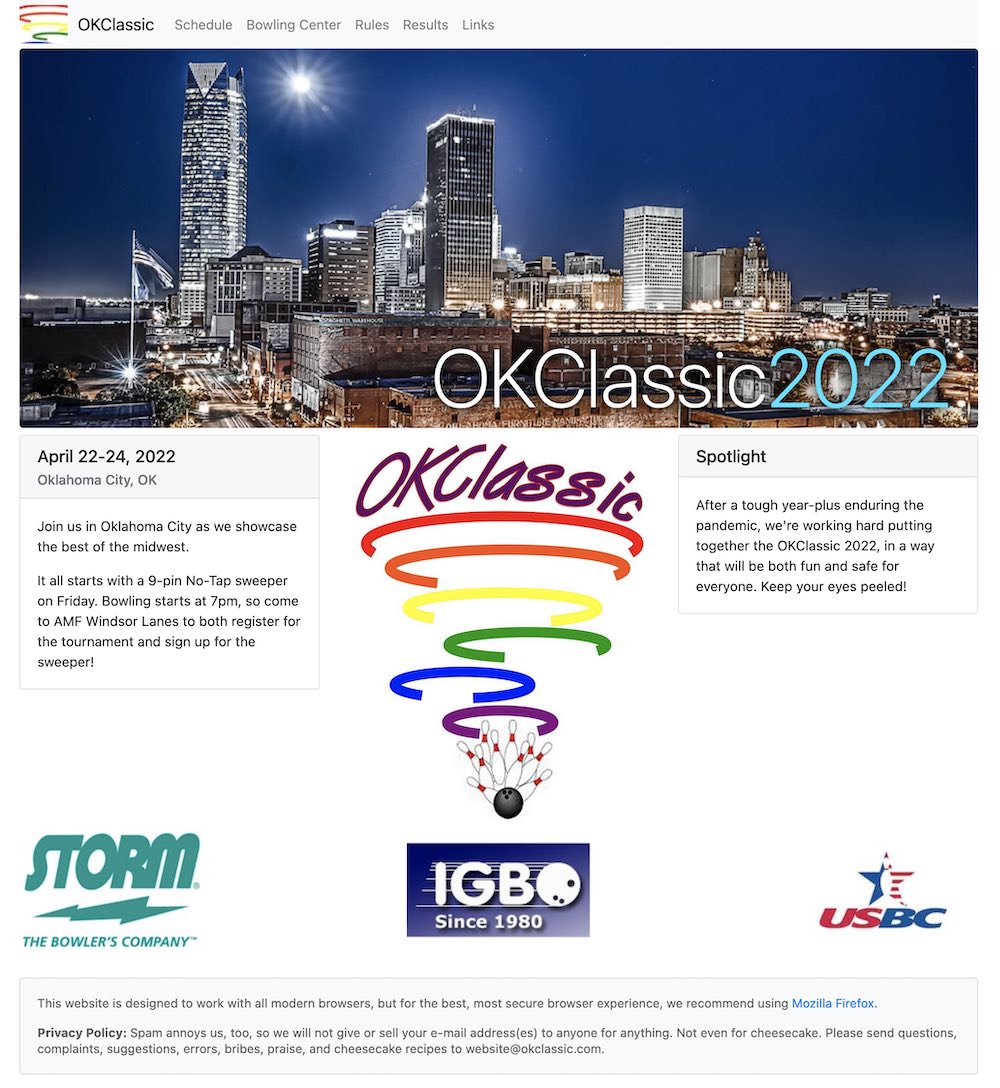 OKClassic Schedule Bowling Center Rules Results Links
SPAGHETTI WAREHOUSE
OKClassic2022
OKLAHOMA FURNITURE MANUFACTURING
April 22-24, 2022
Oklahoma City, OK
Join us in Oklahoma City as we showcase
the best of the midwest.
It all starts with a 9-pin No-Tap sweeper
on Friday. Bowling starts at 7pm, so come
to AMF Windsor Lanes to both register for
the tournament and sign up for the
sweeper!
OKClassic
Spotlight
After a tough year-plus enduring the
pandemic, we're working hard putting
together the OKClassic 2022, in a way
that will be both fun and safe for
everyone. Keep your eyes peeled!
STORM®
THE BOWLER'S COMPANY™
IGBO
Since 1980
USBC
This website is designed to work with all modern browsers, but for the best, most secure browser experience, we recommend using Mozilla Firefox.
Privacy Policy: Spam annoys us, too, so we will not give or sell your e-mail address(es) to anyone for anything. Not even for cheesecake. Please send questions,
complaints, suggestions, errors, bribes, praise, and cheesecake recipes to website@okclassic.com.